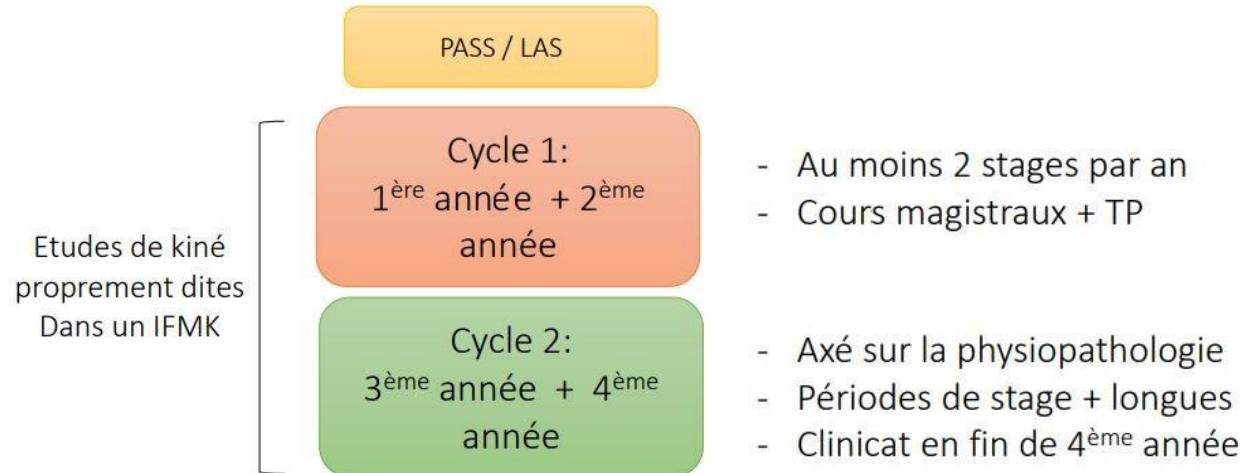 PASS / LAS
Cycle 1:
1ère année + 2ème
année
- Au moins 2 stages par an
- Cours magistraux + TP
Etudes de kiné
proprement dites
Dans un IFMK
Cycle 2:
3ème année + 4ème
année
- Axé sur la physiopathologie
- Périodes de stage + longues
- Clinicat en fin de 4ème année